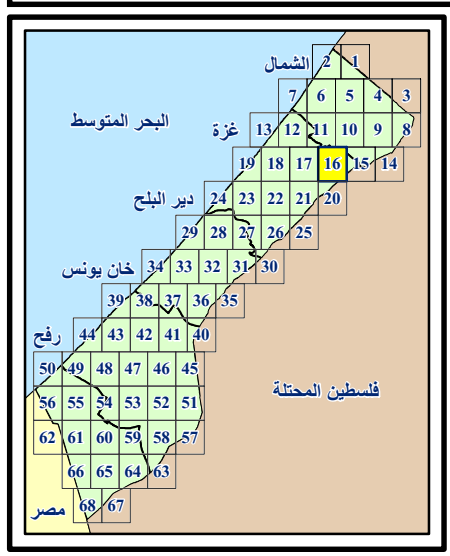 الشمال 2 1
7 6 5 4 3
البحر المتوسط
غزة 13 12 11 10 9 8
19 18 17 16 15 14
دير البلح 24 23 22 21 20
29 28 27 26 25
خان يونس 34 33 32 31 30
39 38 37 36 35
رفح 44 43 42 41 40
50 49 48 47 46 45
فلسطين المحتلة
56 55 54 53 52 51
62 61 60 59 58 57
66 65 64 63
مصر 68 67